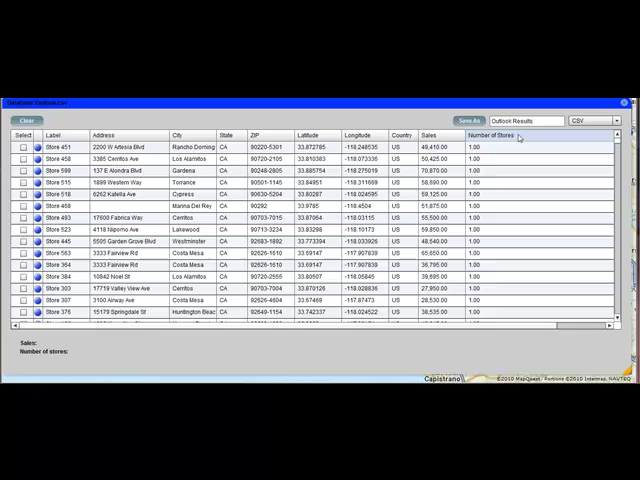 Clear Save As Outlook Results CSV
Select Label Address City State ZIP Latitude Longitude Country Sales Number of Stores
Store 451 2200 W Artesia Blvd Rancho Doming CA 90220-5301 33.872785 -118.248535 US 49,410.00 1.00
Store 458 3385 Cerritos Ave Los Alamitos CA 90720-2105 33.810383 -118.073336 US 50,425.00 1.00
Store 599 137 E Alondra Blvd Gardena CA 90248-2805 33.885754 -118.275019 US 70,870.00 1.00
Store 515 1899 Western Way Torrance CA 90501-1145 33.84951 -118.311669 US 58,690.00 1.00
Store 518 6262 Katella Ave Cypress CA 90630-5204 33.80287 -118.024595 US 59,125.00 1.00
Store 468 Marina Del Rey CA 90292 33.9785 -118.4504 US 51,875.00 1.00
Store 493 17600 Fabrica Way Cerritos CA 90703-7015 33.87064 -118.03115 US 55,500.00 1.00
Store 523 4118 Nipomo Ave Lakewood CA 90713-3234 33.83298 -118.10173 US 59,850.00 1.00
Store 445 5505 Garden Grove Blvd Westminster CA 92683-1892 33.773394 -118.033926 US 48,540.00 1.00
Store 563 3333 Fairview Rd Costa Mesa CA 92626-1610 33.69147 -117.907839 US 65,650.00 1.00
Store 364 3333 Fairview Rd Costa Mesa CA 92626-1610 33.69147 -117.907839 US 36,795.00 1.00
Store 384 10842 Noel St Los Alamitos CA 90720-2555 33.80507 -118.05845 US 39,695.00 1.00
Store 303 17719 Valley View Ave Cerritos CA 90703-7004 33.870126 -118.028836 US 27,950.00 1.00
Store 307 3100 Airway Ave Costa Mesa CA 92626-4604 33.67469 -117.87473 US 28,530.00 1.00
Store 376 15179 Springdale St Huntington Beac CA 92649-1154 33.742337 -118.024522 US 38,535.00 1.00
Sales:
Number of stores:
Capistrano ©2010 MapQuest / Portions ©2010 Intermap, NAVTEQ